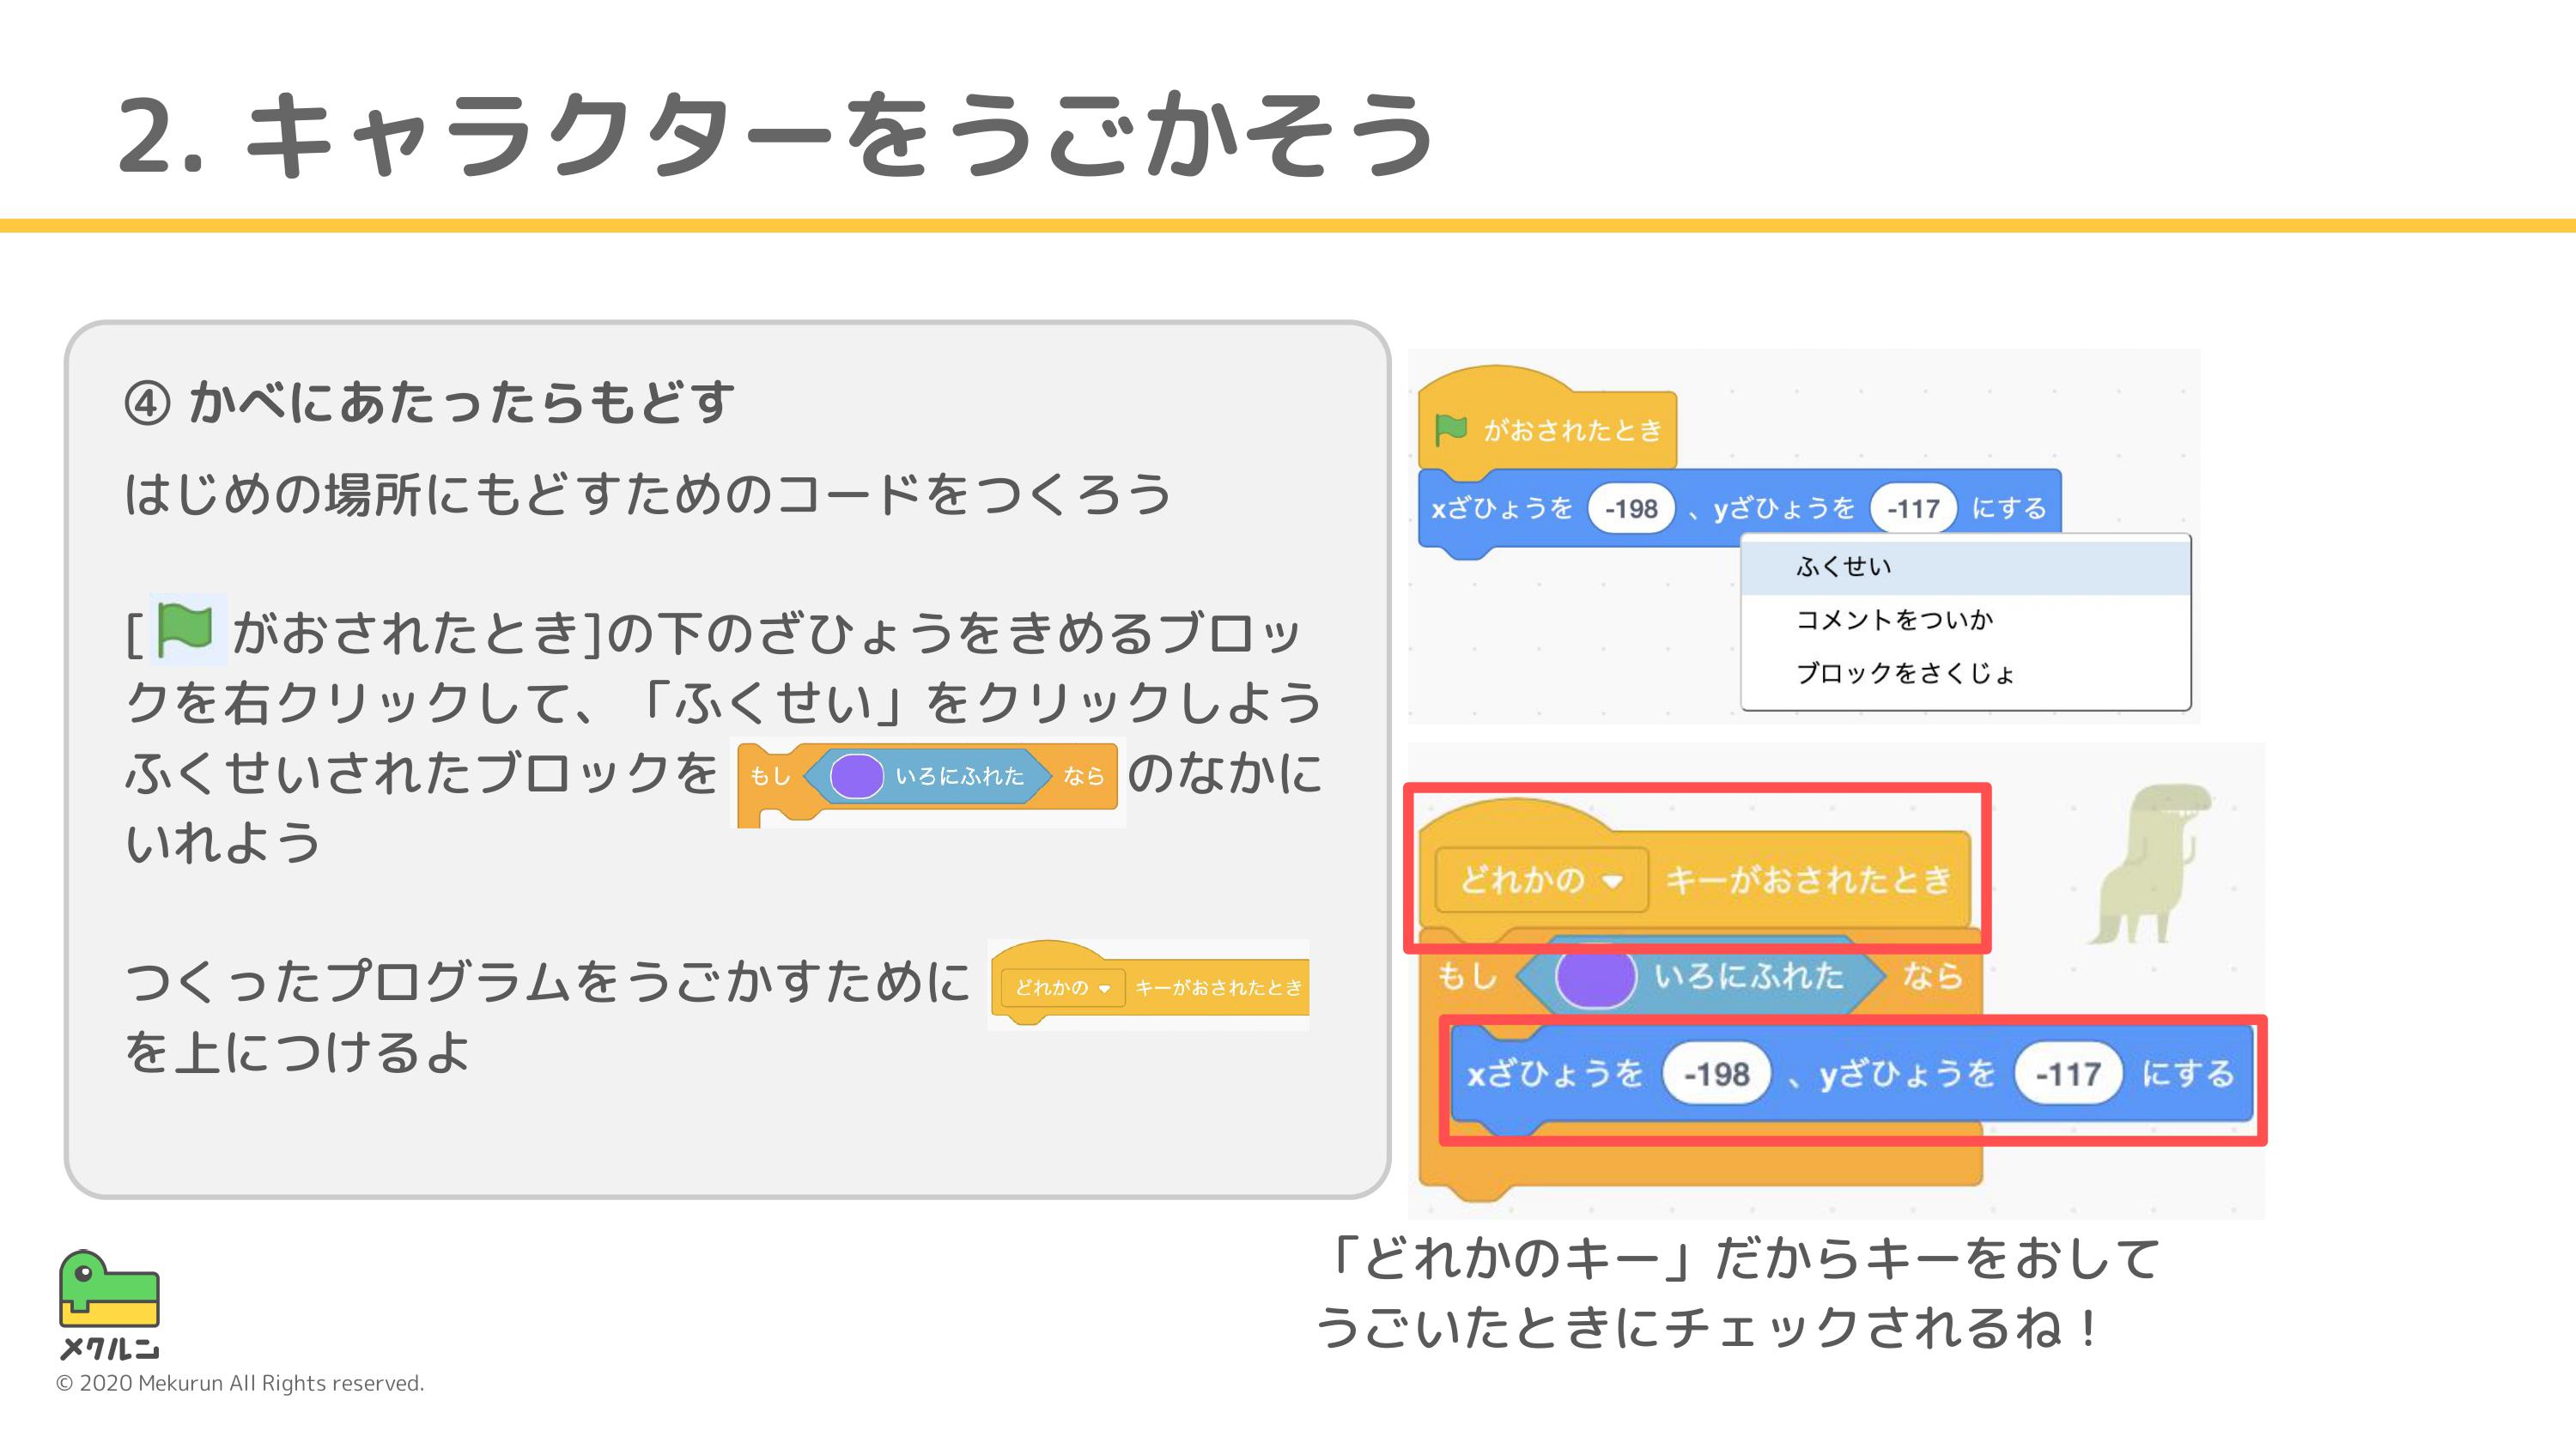 2. キャラクターをうごかそう
④ かべにあたったらもどす
はじめの場所にもどすためのコードをつくろう
[がおされたとき]の下のざひょうをきめるブロッ
クを右クリックして、「ふくせい」をクリックしよう
ふくせいされたブロックを もし いろにふれた なら のなかに
いれよう
つくったプログラムをうごかすために どれかの キーがおされたとき
を上につけるよ
がおされたとき
xざひょうを -198 、yざひょうを -117 にする
ふくせい
コメントをついか
ブロックをさくじょ
どれかの キーがおされたとき
もし いろにふれた なら
xざひょうを -198 、yざひょうを -117 にする
「どれかのキー」だからキーをおして
うごいたときにチェックされるね！
メクルン
© 2020 Mekurun All Rights reserved.